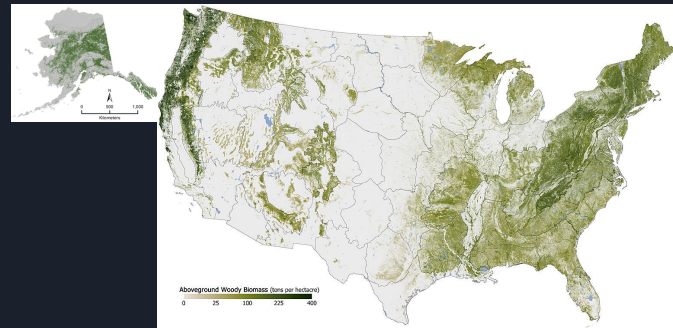 N
0 500 1,000
Kilometers
Aboveground Woody Biomass (tons per hectacre)
0 25 100 225 400